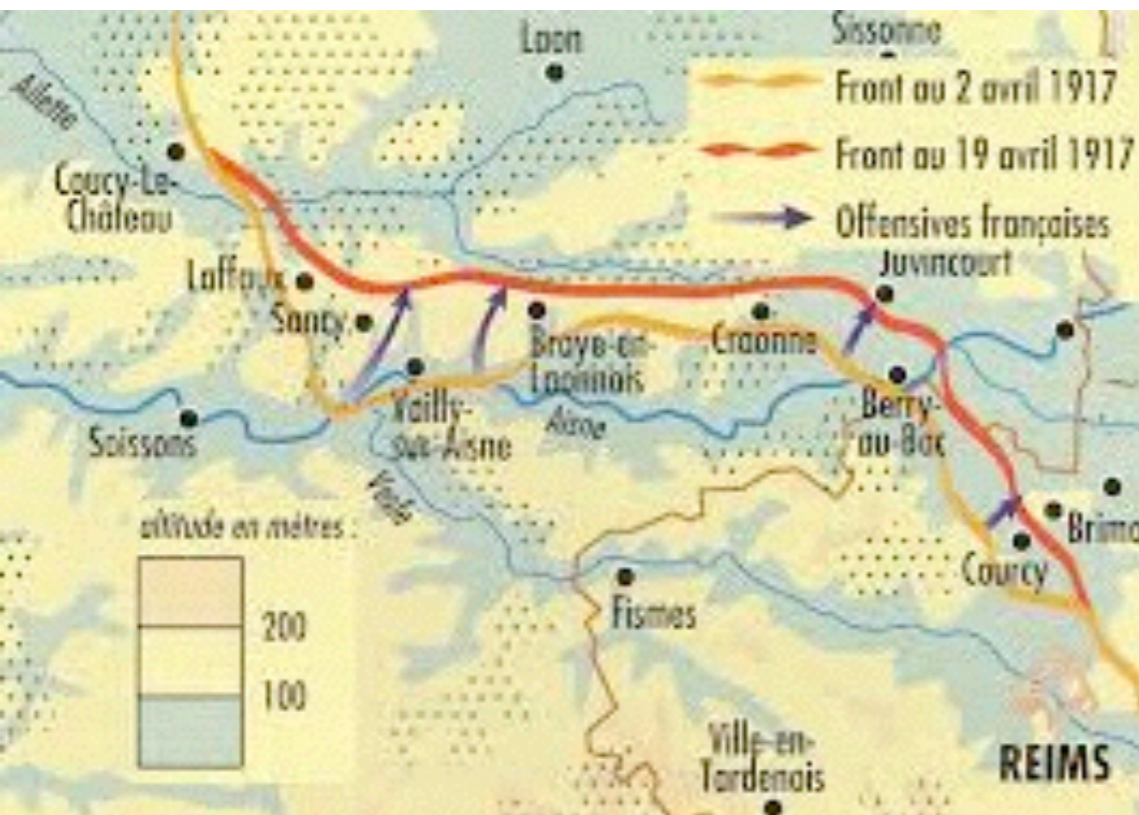 Laon
Sissonne
Ailette
Front au 2 avril 1917
Front au 19 avril 1917
Offensives françaises
Coucy-Le-
Château
Juvincourt
Laffaux
Sancy
Braye-en-
Laonnois
Craonne
Vailly-
sur-Aisne
Aisne
Berry-
au-Bac
Soissons
Vesle
altitude en mètres :
200
100
Brimo
Courcy
Fismes
Ville-en-
Tardenois
REIMS